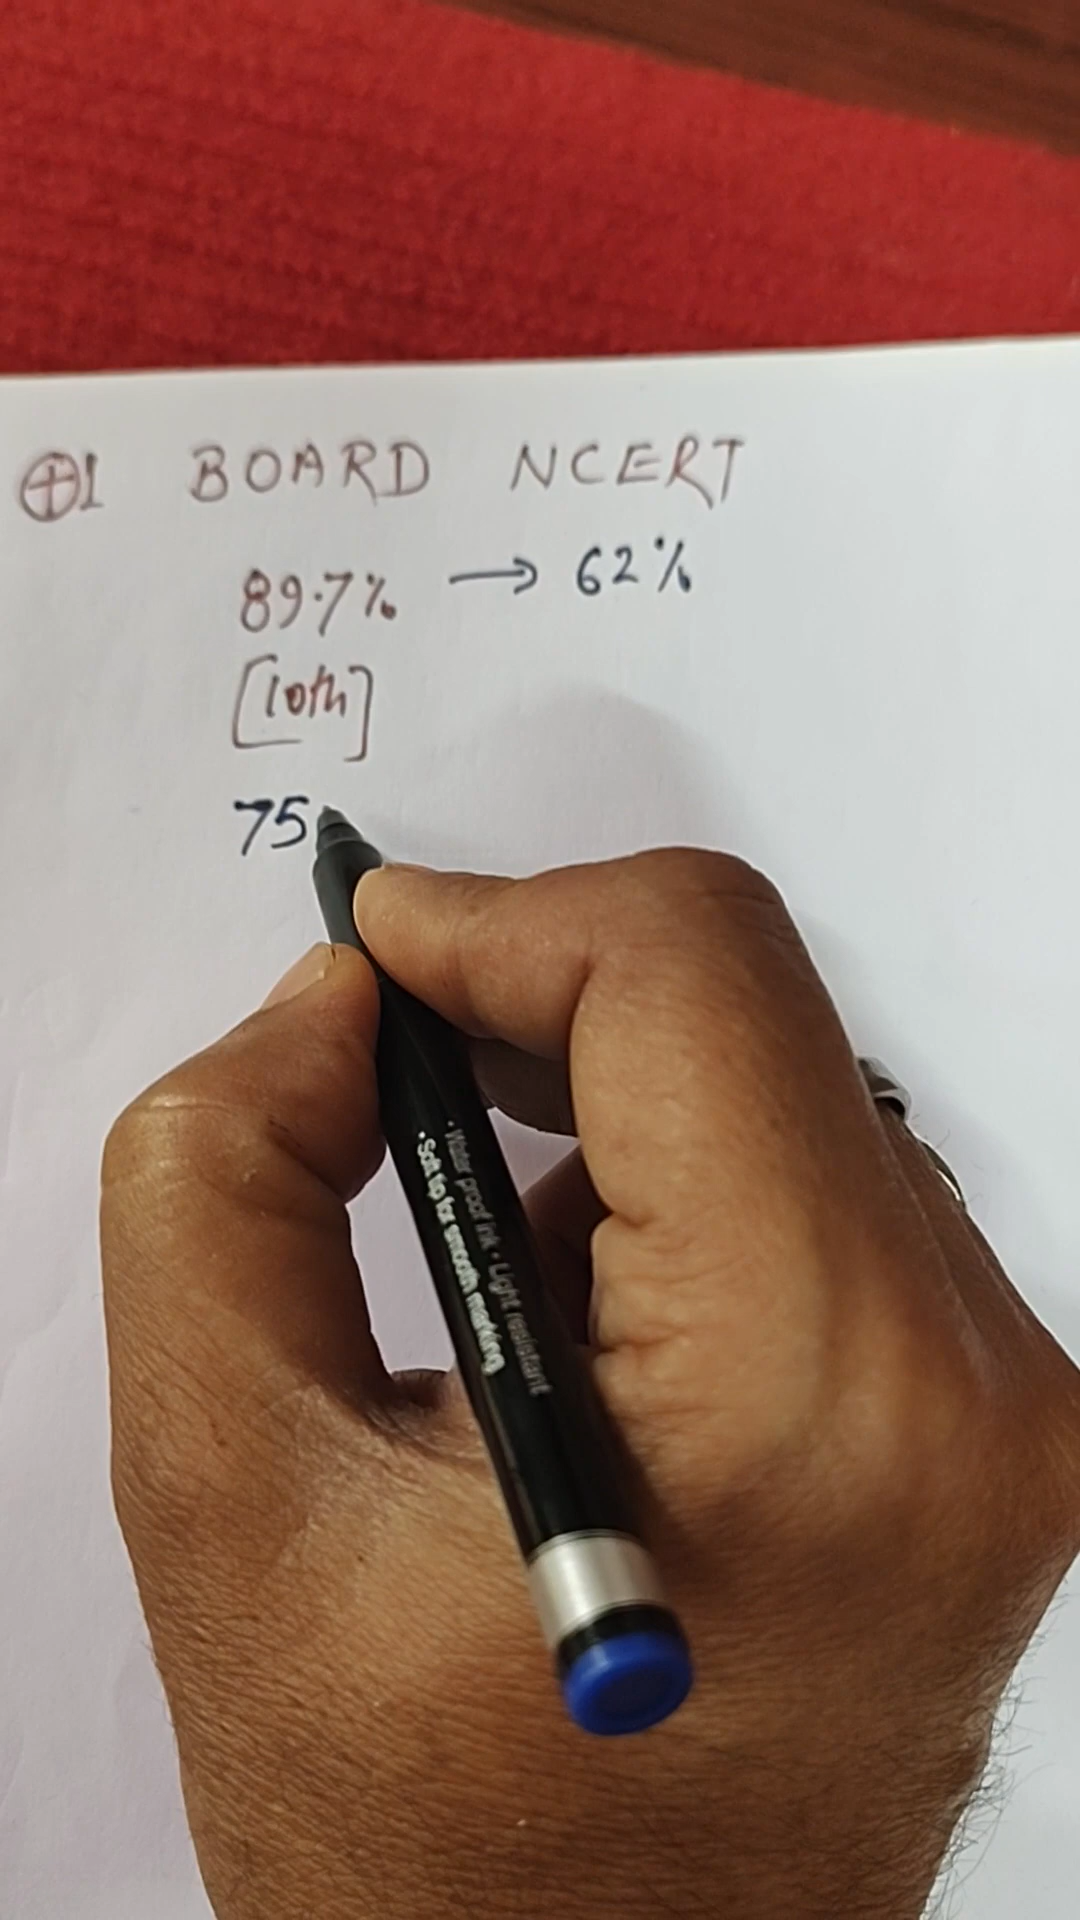 ⊕1 BOARD NCERT
89.7% → 62%
[10th]
75
• Water proof ink • Light resistant
• Soft tip for smooth marking